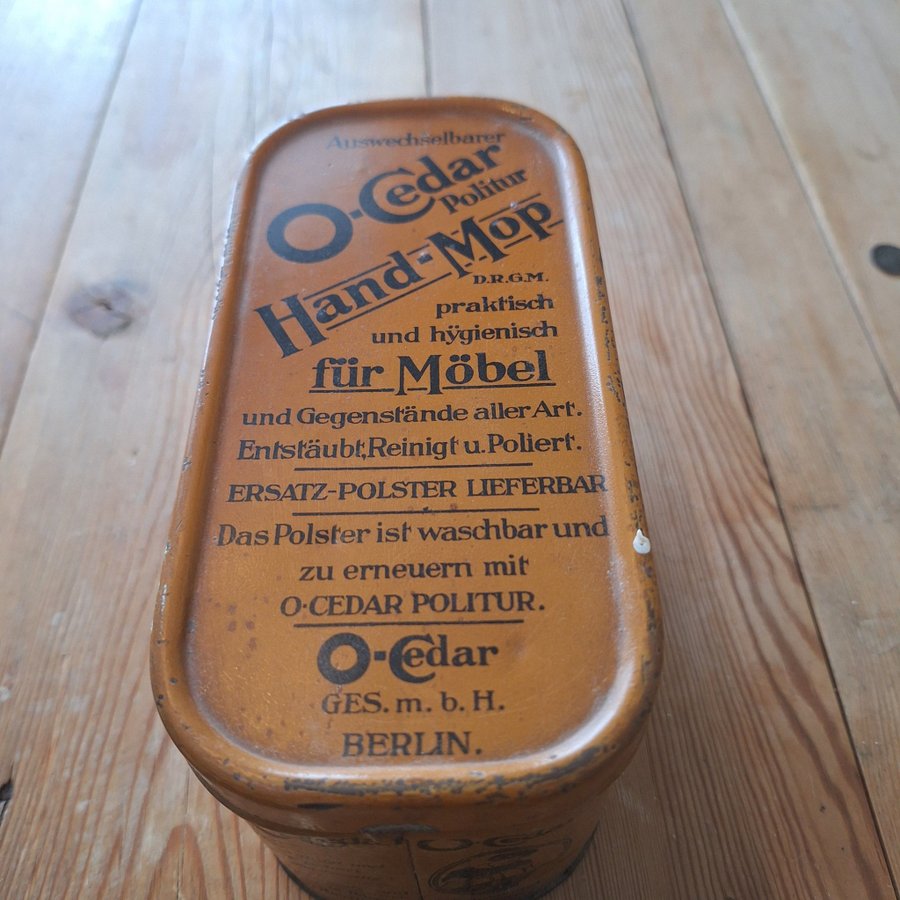 Auswechselbarer
O-Cedar
Politur
Hand-Mop
D.R.G.M.
praktisch
und hÿgienisch
für Möbel
und Gegenstände aller Art.
Entstäubt, Reinigt u. Poliert.
ERSATZ-POLSTER LIEFERBAR
Das Polster ist waschbar und
zu erneuern mit
O-CEDAR POLITUR.
O-Cedar
GES. m. b. H.
BERLIN.